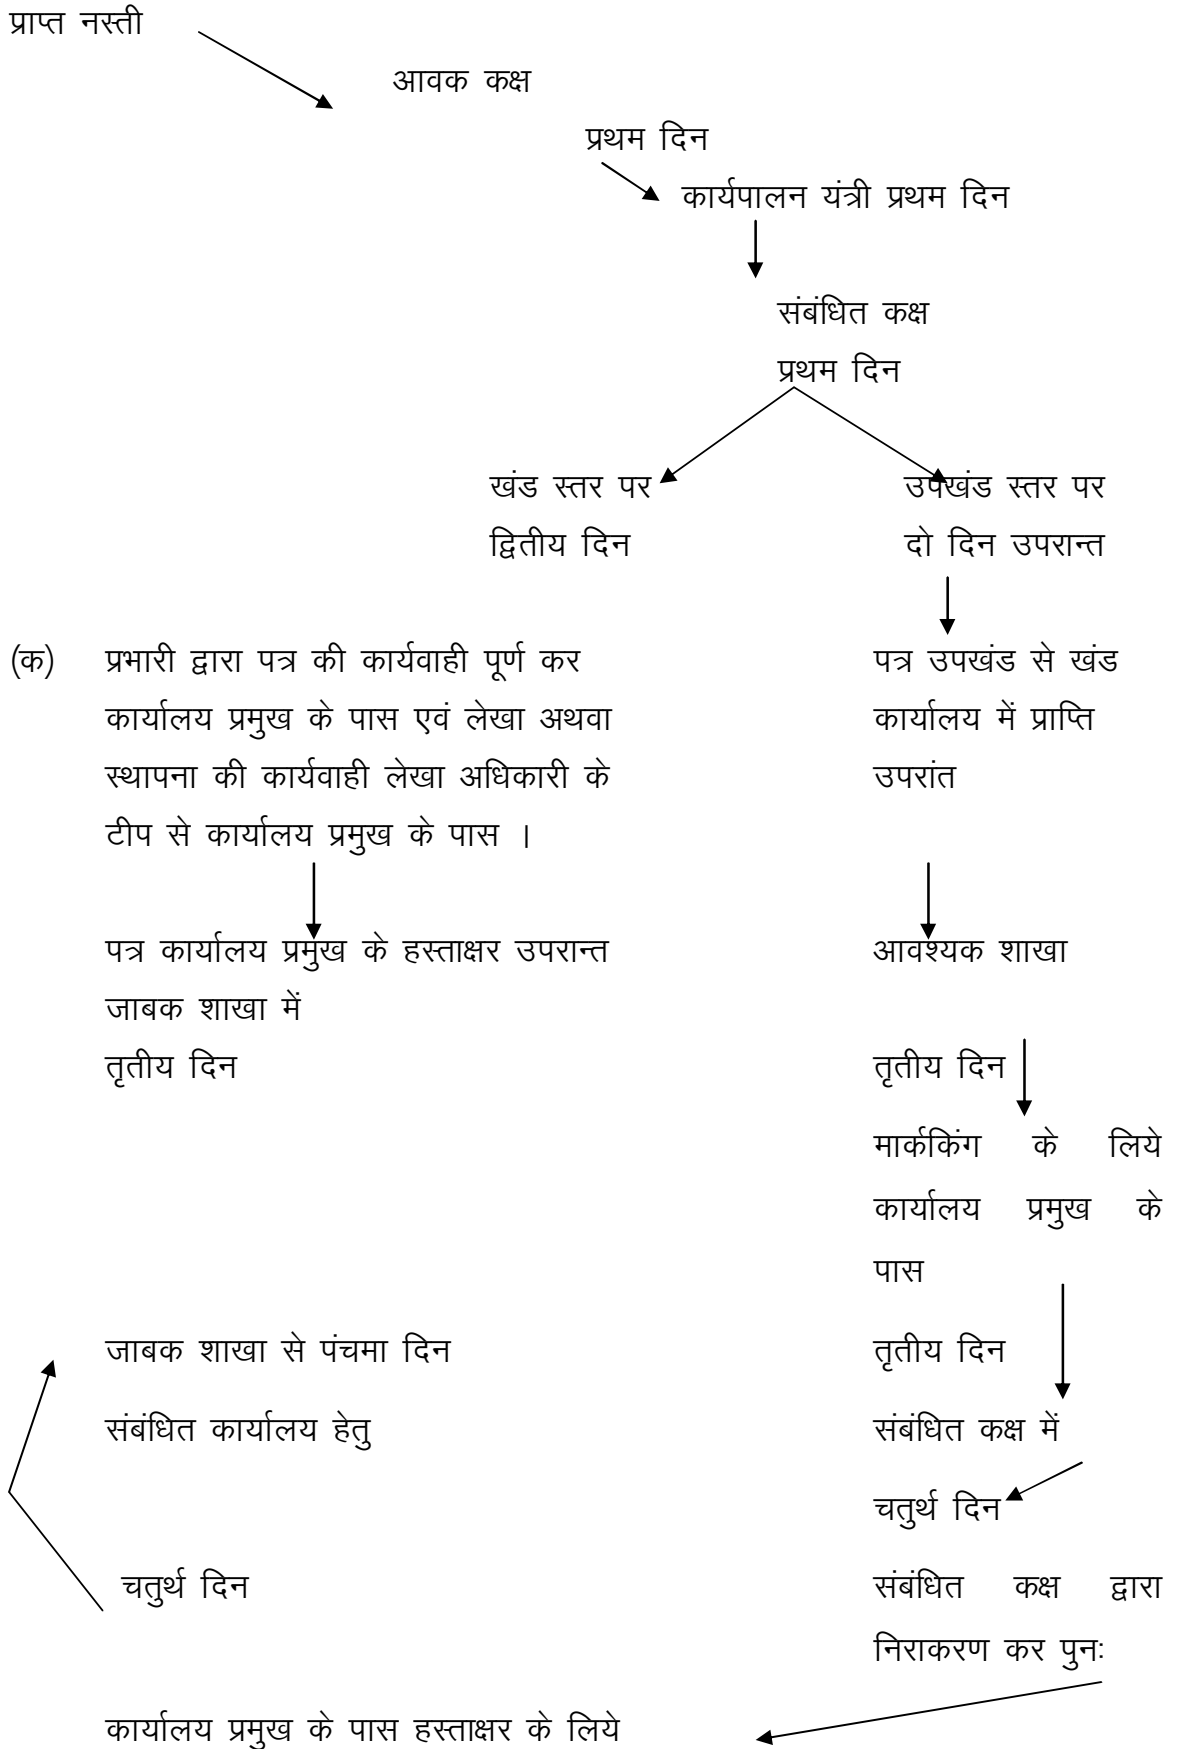 प्राप्त नस्ती
आवक कक्ष
प्रथम दिन
कार्यपालन यंत्री प्रथम दिन
संबंधित कक्ष
प्रथम दिन
खंड स्तर पर
द्वितीय दिन
उपखंड स्तर पर
दो दिन उपरान्त
(क) प्रभारी द्वारा पत्र की कार्यवाही पूर्ण कर
कार्यालय प्रमुख के पास एवं लेखा अथवा
स्थापना की कार्यवाही लेखा अधिकारी के
टीप से कार्यालय प्रमुख के पास ।
पत्र उपखंड से खंड
कार्यालय में प्राप्ति
उपरांत
पत्र कार्यालय प्रमुख के हस्ताक्षर उपरान्त
जाबक शाखा में
तृतीय दिन
आवश्यक शाखा
तृतीय दिन
मार्ककिंग के लिये
कार्यालय प्रमुख के
पास
तृतीय दिन
संबंधित कक्ष में
चतुर्थ दिन
संबंधित कक्ष द्वारा
निराकरण कर पुनः
जाबक शाखा से पंचमा दिन
संबंधित कार्यालय हेतु
चतुर्थ दिन
कार्यालय प्रमुख के पास हस्ताक्षर के लिये